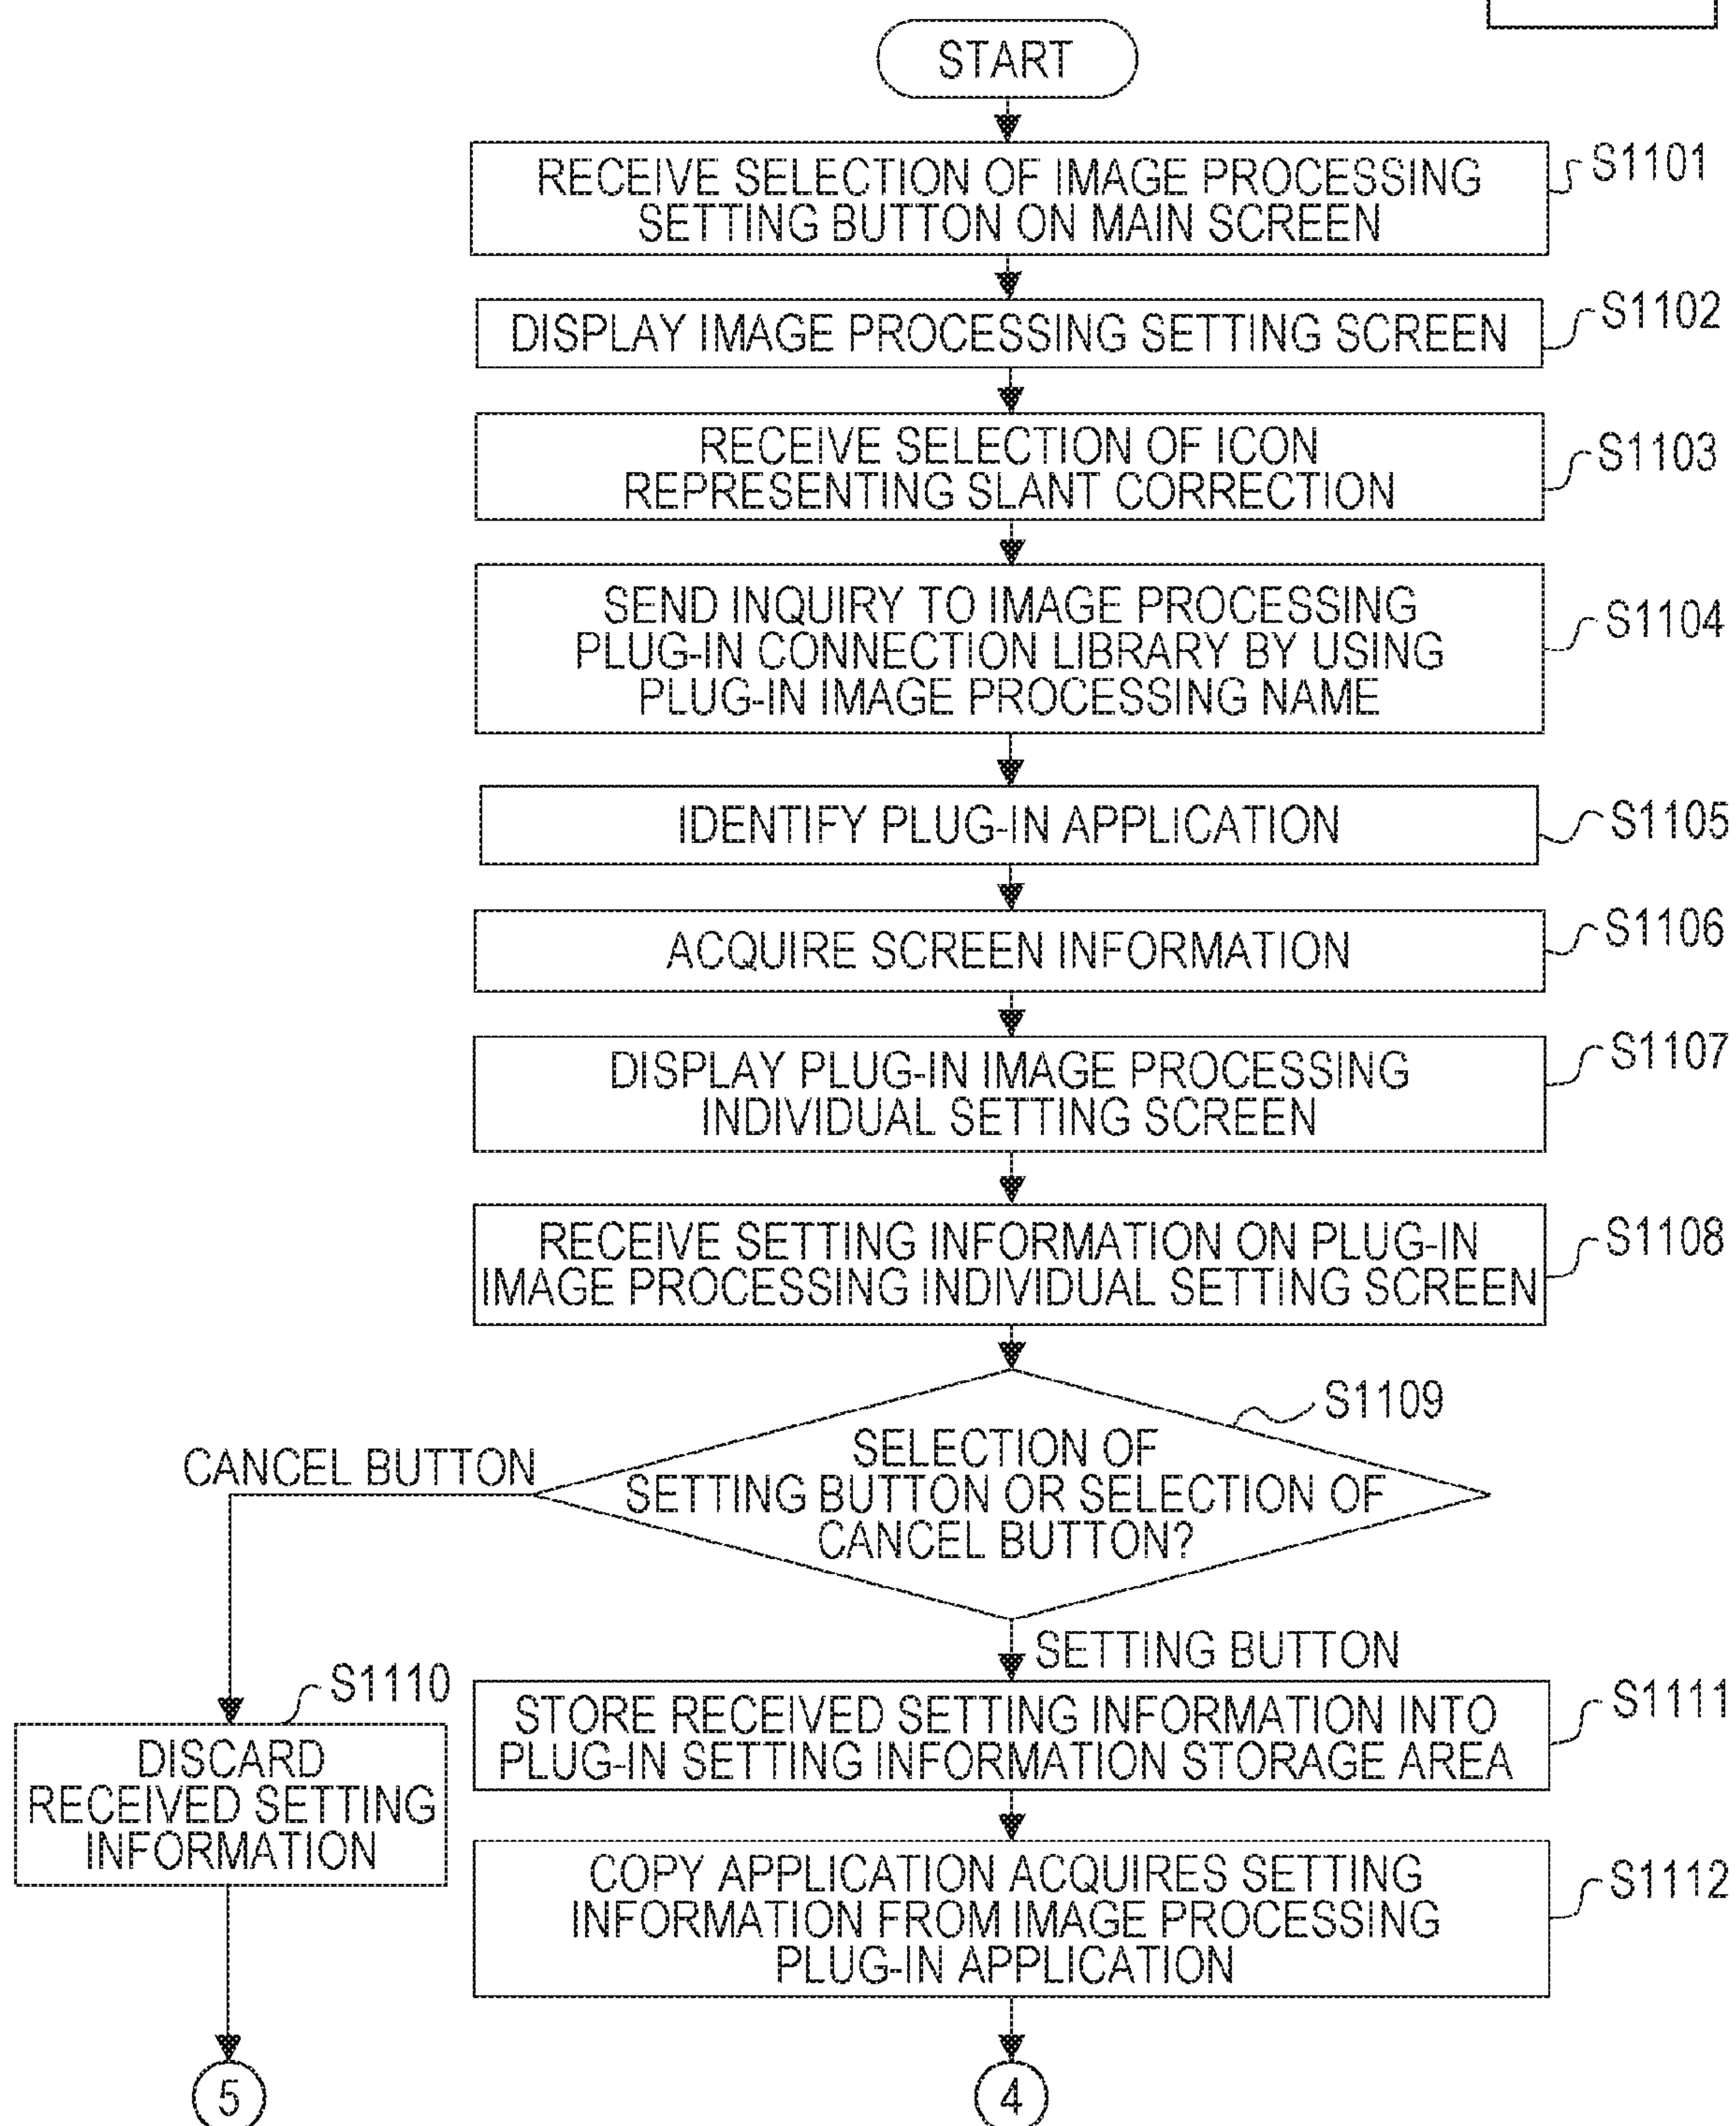 START
RECEIVE SELECTION OF IMAGE PROCESSING
SETTING BUTTON ON MAIN SCREEN
S1101
DISPLAY IMAGE PROCESSING SETTING SCREEN
S1102
RECEIVE SELECTION OF ICON
REPRESENTING SLANT CORRECTION
S1103
SEND INQUIRY TO IMAGE PROCESSING
PLUG-IN CONNECTION LIBRARY BY USING
PLUG-IN IMAGE PROCESSING NAME
S1104
IDENTIFY PLUG-IN APPLICATION
S1105
ACQUIRE SCREEN INFORMATION
S1106
DISPLAY PLUG-IN IMAGE PROCESSING
INDIVIDUAL SETTING SCREEN
S1107
RECEIVE SETTING INFORMATION ON PLUG-IN
IMAGE PROCESSING INDIVIDUAL SETTING SCREEN
S1108
S1109
SELECTION OF
SETTING BUTTON OR SELECTION OF
CANCEL BUTTON?
CANCEL BUTTON
SETTING BUTTON
S1110
DISCARD
RECEIVED SETTING
INFORMATION
STORE RECEIVED SETTING INFORMATION INTO
PLUG-IN SETTING INFORMATION STORAGE AREA
S1111
COPY APPLICATION ACQUIRES SETTING
INFORMATION FROM IMAGE PROCESSING
PLUG-IN APPLICATION
S1112
5
4